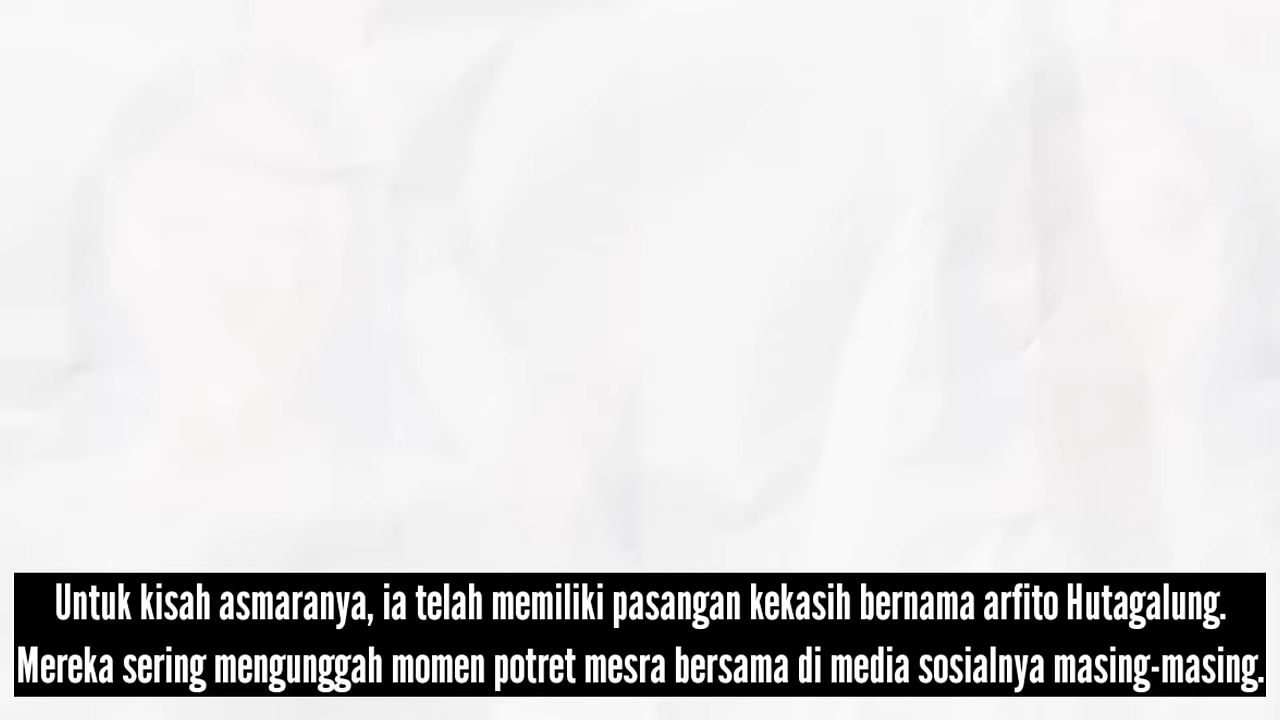 Untuk kisah asmaranya, ia telah memiliki pasangan kekasih bernama arfito Hutagalung.
Mereka sering mengunggah momen potret mesra bersama di media sosialnya masing-masing.